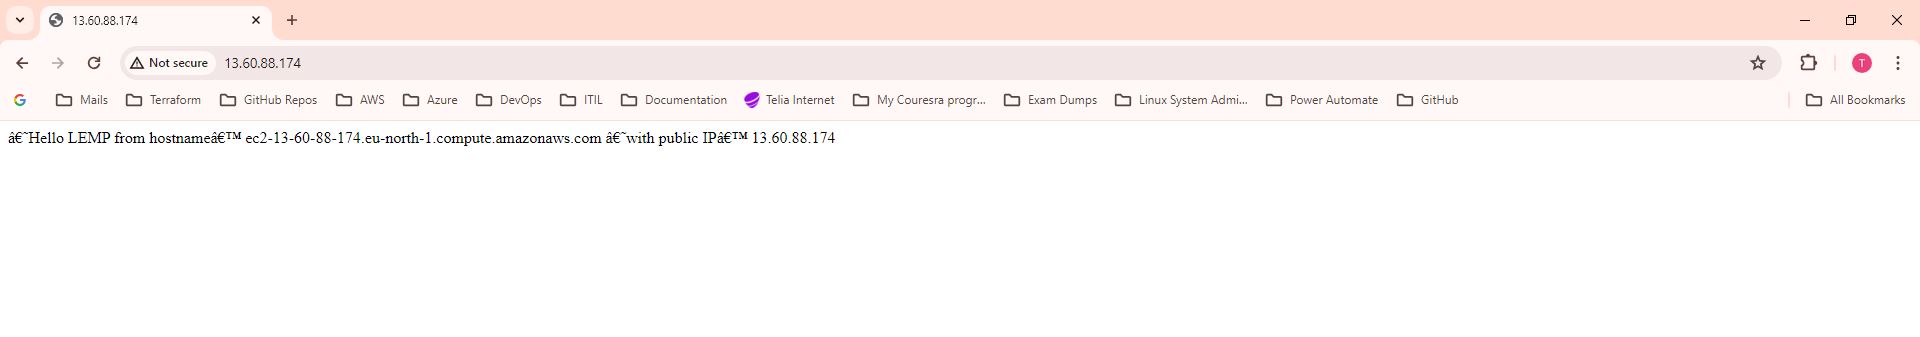 13.60.88.174
Not secure 13.60.88.174 T
Mails Terraform GitHub Repos AWS Azure DevOps ITIL Documentation Telia Internet My Couresra progr... Exam Dumps Linux System Admi... Power Automate GitHub All Bookmarks
â€˜Hello LEMP from hostnameâ€™ ec2-13-60-88-174.eu-north-1.compute.amazonaws.com â€˜with public IPâ€™ 13.60.88.174